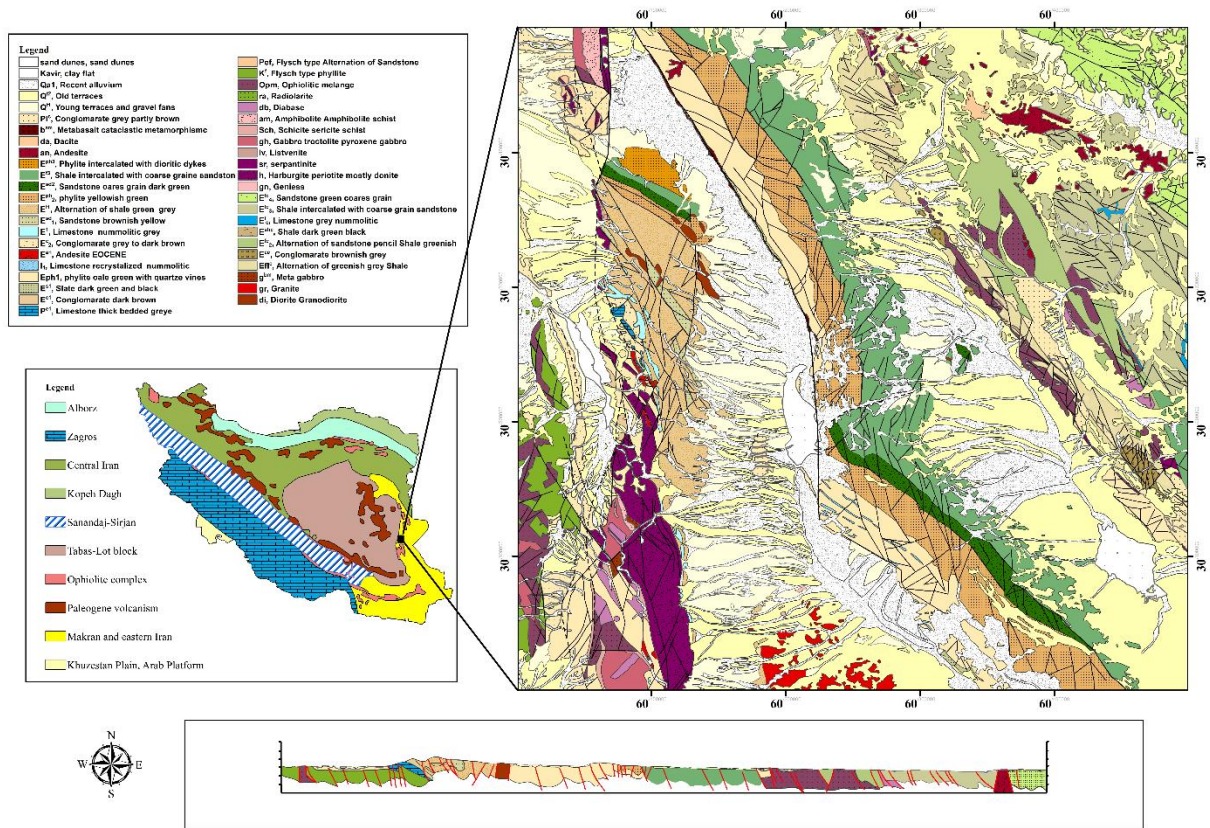 Legend
sand dunes, sand dunes
Kavir, clay flat
Qa1, Recent alluvium
Old terraces
Young terraces and gravel fans
Conglomarate grey partly brown
Metabasalt cataclastic metamorphiamc
da, Dacite
an, Andesite
Phylite intercalated with dioritic dykes
Shale intercalated with coarse graine sandston
Sandstone oares grain dark green
phylite yellowish green
Alternation of shale green grey
Sandstone brownish yellow
Limestone nummolitic grey
Conglomarate grey to dark brown
Andesite EOCENE
Limestone recrystalized nummolitic
Eph1, phylite oale green with quartze vines
Slate dark green and black
Conglomarate dark brown
Limestone thick bedded greye
Pef, Flysch type Alternation of Sandstone
Flysch type phyllite
Opm, Ophiolitic melange
ra, Radiolarite
db, Diabase
am, Amphibolite Amphibolite schist
Sch, Schicite sericite schist
gh, Gabbro troctolite pyroxene gabbro
lv, Listvenite
sr, serpantinite
h, Harburgite periotite mostly donite
gn, Geniess
Sandstone green coares grain
Shale intercalated with coarse grain sandstone
Limestone grey nummolitic
Shale dark green black
Alternation of sandstone pencil Shale greenish
Conglomarate brownish grey
Alternation of greenish grey Shale
Meta gabbro
gr, Granite
di, Diorite Granodiorite
Legend
Alborz
Zagros
Central Iran
Kopeh Dagh
Sanandaj-Sirjan
Tabas-Lot block
Ophiolite complex
Paleogene volcanism
Makran and eastern Iran
Khuzestan Plain, Arab Platform
60 60 60 60
30 30
30 30
30 30
30 30
60 60 60 60
N
W E
S